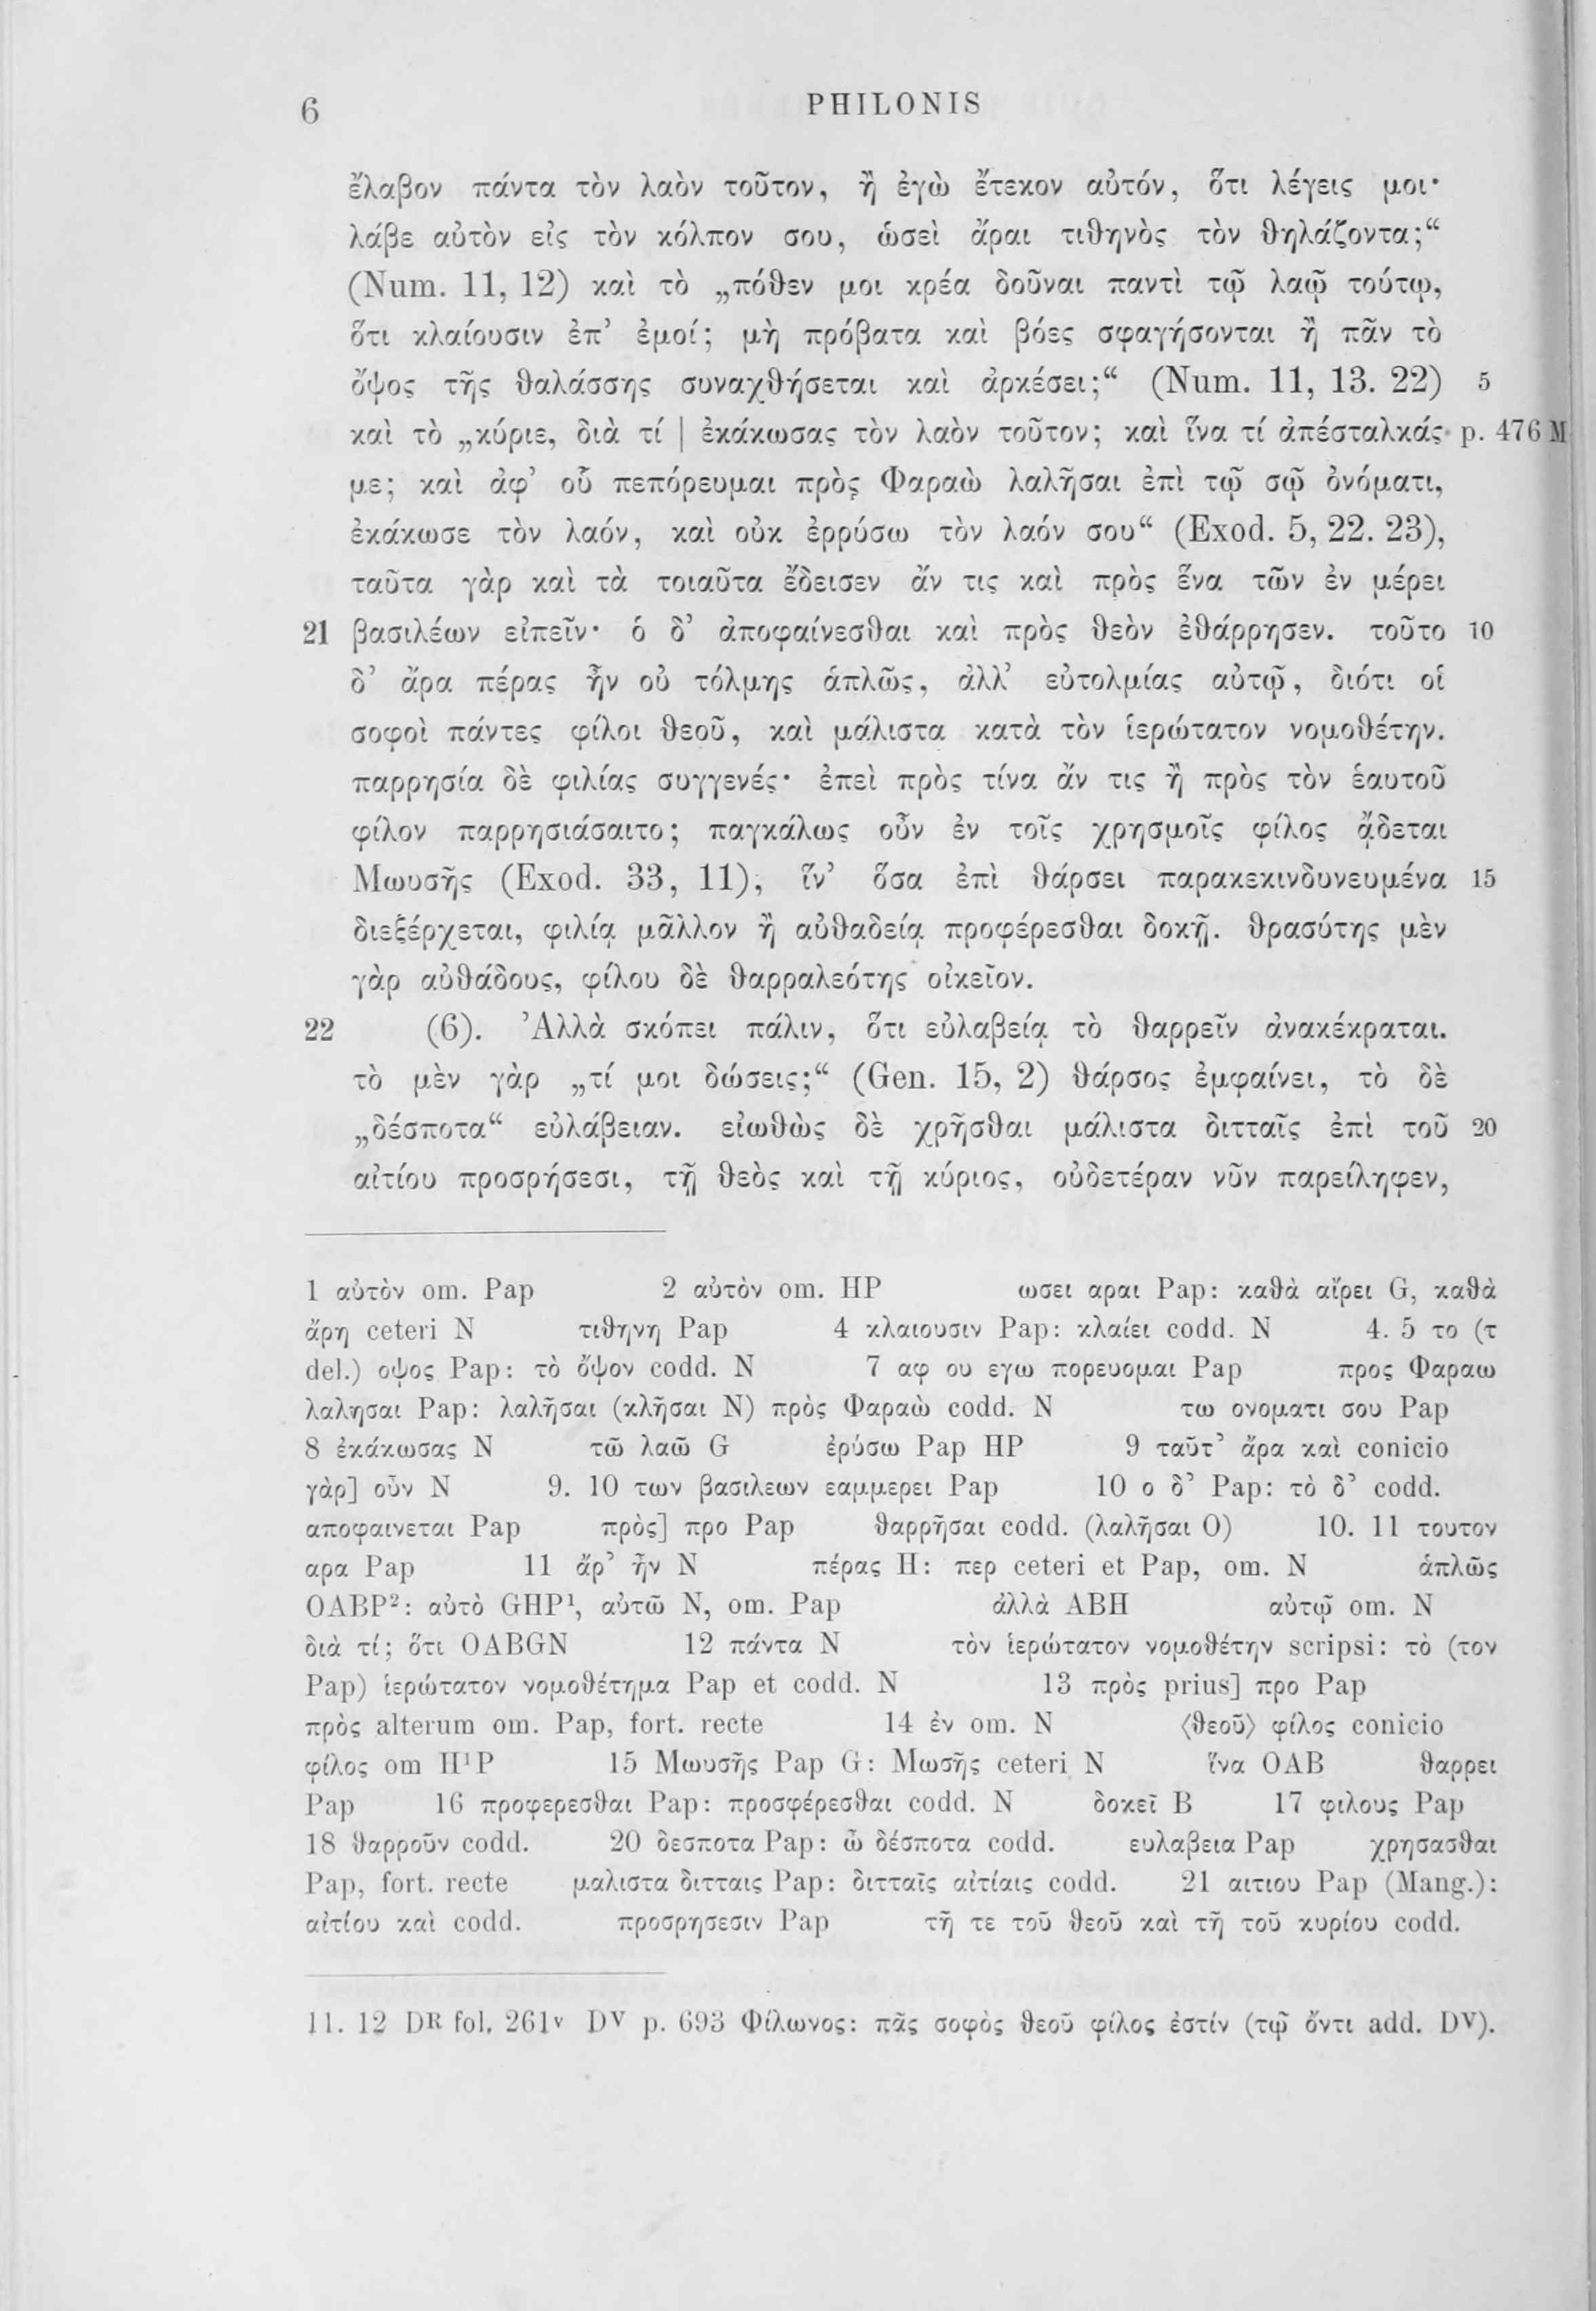 6 PHILONIS
ἔλαβον πάντα τὸν λαὸν τοῦτον, ἢ ἐγὼ ἔτεκον αὐτόν, ὅτι λέγεις μοι·
λάβε αὐτὸν εἰς τὸν κόλπον σου, ὡσεὶ ἄραι τιθηνὸς τὸν θηλάζοντα;“
(Num. 11, 12) καὶ τὸ „πόθεν μοι κρέα δοῦναι παντὶ τῷ λαῷ τούτῳ,
ὅτι κλαίουσιν ἐπ’ ἐμοί; μὴ πρόβατα καὶ βόες σφαγήσονται ἢ πᾶν τὸ
ὄψος τῆς θαλάσσης συναχθήσεται καὶ ἀρκέσει;“ (Num. 11, 13. 22) 5
καὶ τὸ „κύριε, διὰ τί | ἐκάκωσας τὸν λαὸν τοῦτον; καὶ ἵνα τί ἀπέσταλκάς p. 476 M
με; καὶ ἀφ’ οὗ πεπόρευμαι πρὸς Φαραὼ λαλῆσαι ἐπὶ τῷ σῷ ὀνόματι,
ἐκάκωσε τὸν λαόν, καὶ οὐκ ἐρρύσω τὸν λαόν σου“ (Exod. 5, 22. 23),
ταῦτα γὰρ καὶ τὰ τοιαῦτα ἔδεισεν ἄν τις καὶ πρὸς ἕνα τῶν ἐν μέρει
21 βασιλέων εἰπεῖν· ὁ δ’ ἀποφαίνεσθαι καὶ πρὸς θεὸν ἐθάρρησεν. τοῦτο 10
δ’ ἄρα πέρας ἦν οὐ τόλμης ἁπλῶς, ἀλλ’ εὐτολμίας αὐτῷ, διότι οἱ
σοφοὶ πάντες φίλοι θεοῦ, καὶ μάλιστα κατὰ τὸν ἱερώτατον νομοθέτην.
παρρησία δὲ φιλίας συγγενές· ἐπεὶ πρὸς τίνα ἄν τις ἢ πρὸς τὸν ἑαυτοῦ
φίλον παρρησιάσαιτο; παγκάλως οὖν ἐν τοῖς χρησμοῖς φίλος ᾄδεται
Μωυσῆς (Exod. 33, 11), ἵν’ ὅσα ἐπὶ θάρσει παρακεκινδυνευμένα 15
διεξέρχεται, φιλίᾳ μᾶλλον ἢ αὐθαδείᾳ προφέρεσθαι δοκῇ. θρασύτης μὲν
γὰρ αὐθάδους, φίλου δὲ θαρραλεότης οἰκεῖον.
22 (6). Ἀλλὰ σκόπει πάλιν, ὅτι εὐλαβείᾳ τὸ θαρρεῖν ἀνακέκραται.
τὸ μὲν γὰρ „τί μοι δώσεις;“ (Gen. 15, 2) θάρσος ἐμφαίνει, τὸ δὲ
„δέσποτα“ εὐλάβειαν. εἰωθὼς δὲ χρῆσθαι μάλιστα διτταῖς ἐπὶ τοῦ 20
αἰτίου προσρήσεσι, τῇ θεὸς καὶ τῇ κύριος, οὐδετέραν νῦν παρείληφεν,
1 αὐτὸν om. Pap 2 αὐτὸν om. HP ωσει αραι Pap: καθὰ αἴρει G, καθὰ
ἄρῃ ceteri N τιθηνη Pap 4 κλαιουσιν Pap: κλαίει codd. N 4. 5 το (τ
del.) οψος Pap: τὸ ὄψον codd. N 7 αφ ου εγω πορευομαι Pap προς Φαραω
λαλησαι Pap: λαλῆσαι (κλῆσαι N) πρὸς Φαραὼ codd. N τω ονοματι σου Pap
8 ἐκάκωσας N τῶ λαῶ G ἐρύσω Pap HP 9 ταῦτ’ ἄρα καὶ conicio
γὰρ] οὖν N 9. 10 των βασιλεων εαμμερει Pap 10 ο δ’ Pap: τὸ δ’ codd.
αποφαινεται Pap πρὸς] προ Pap θαρρῆσαι codd. (λαλῆσαι O) 10. 11 τουτον
αρα Pap 11 ἄρ’ ἦν N πέρας H: περ ceteri et Pap, om. N ἁπλῶς
OABP²: αὐτὸ GHP¹, αὐτῶ N, om. Pap ἀλλὰ ABH αὐτῷ om. N
διὰ τί; ὅτι OABGN 12 πάντα N τὸν ἱερώτατον νομοθέτην scripsi: τὸ (τον
Pap) ἱερώτατον νομοθέτημα Pap et codd. N 13 πρὸς prius] προ Pap
πρὸς alterum om. Pap, fort. recte 14 ἐν om. N ⟨θεοῦ⟩ φίλος conicio
φίλος om H¹P 15 Μωυσῆς Pap G: Μωσῆς ceteri N ἵνα OAB θαρρει
Pap 16 προφερεσθαι Pap: προσφέρεσθαι codd. N δοκεῖ B 17 φιλους Pap
18 θαρροῦν codd. 20 δεσποτα Pap: ὦ δέσποτα codd. ευλαβεια Pap χρησασθαι
Pap, fort. recte μαλιστα διτταις Pap: διτταῖς αἰτίαις codd. 21 αιτιου Pap (Mang.):
αἰτίου καὶ codd. προσρησεσιν Pap τῇ τε τοῦ θεοῦ καὶ τῇ τοῦ κυρίου codd.
11. 12 Dᴿ fol. 261ᵛ Dⱽ p. 693 Φίλωνος: πᾶς σοφὸς θεοῦ φίλος ἐστίν (τῷ ὄντι add. Dⱽ).